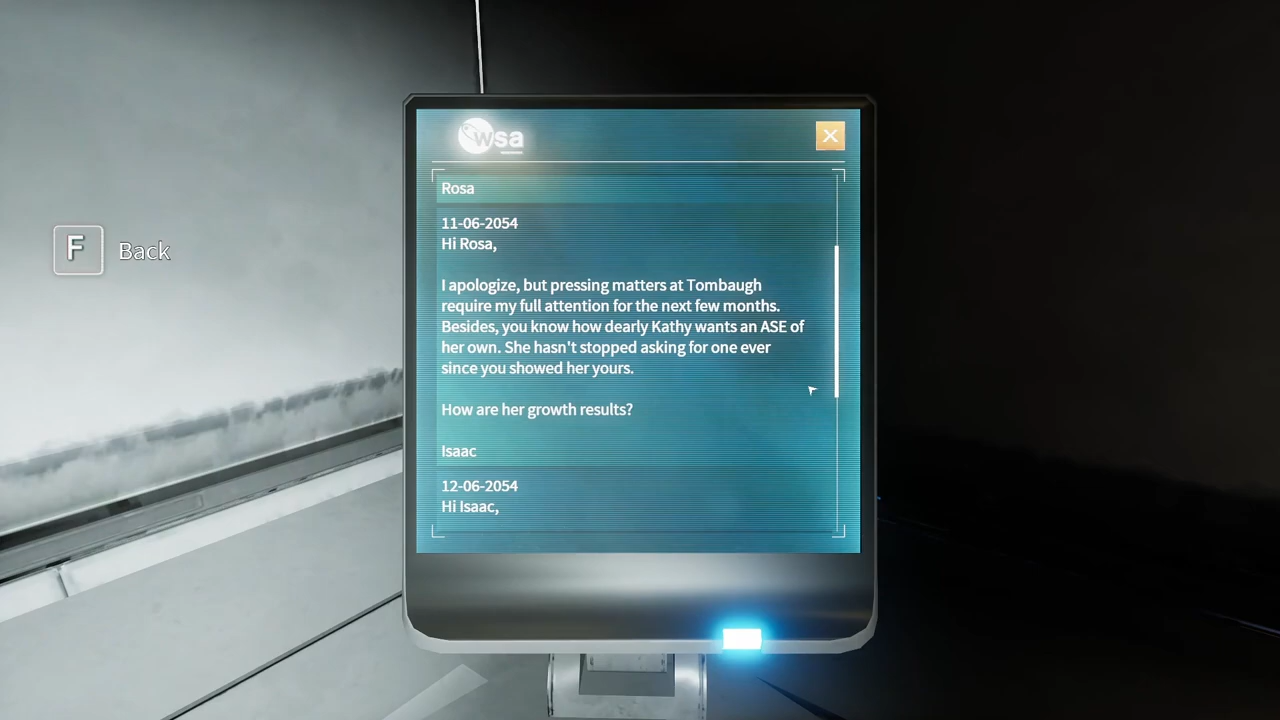 wsa
Rosa
11-06-2054
Hi Rosa,
I apologize, but pressing matters at Tombaugh
require my full attention for the next few months.
Besides, you know how dearly Kathy wants an ASE of
her own. She hasn't stopped asking for one ever
since you showed her yours.
How are her growth results?
Isaac
12-06-2054
Hi Isaac,
F Back